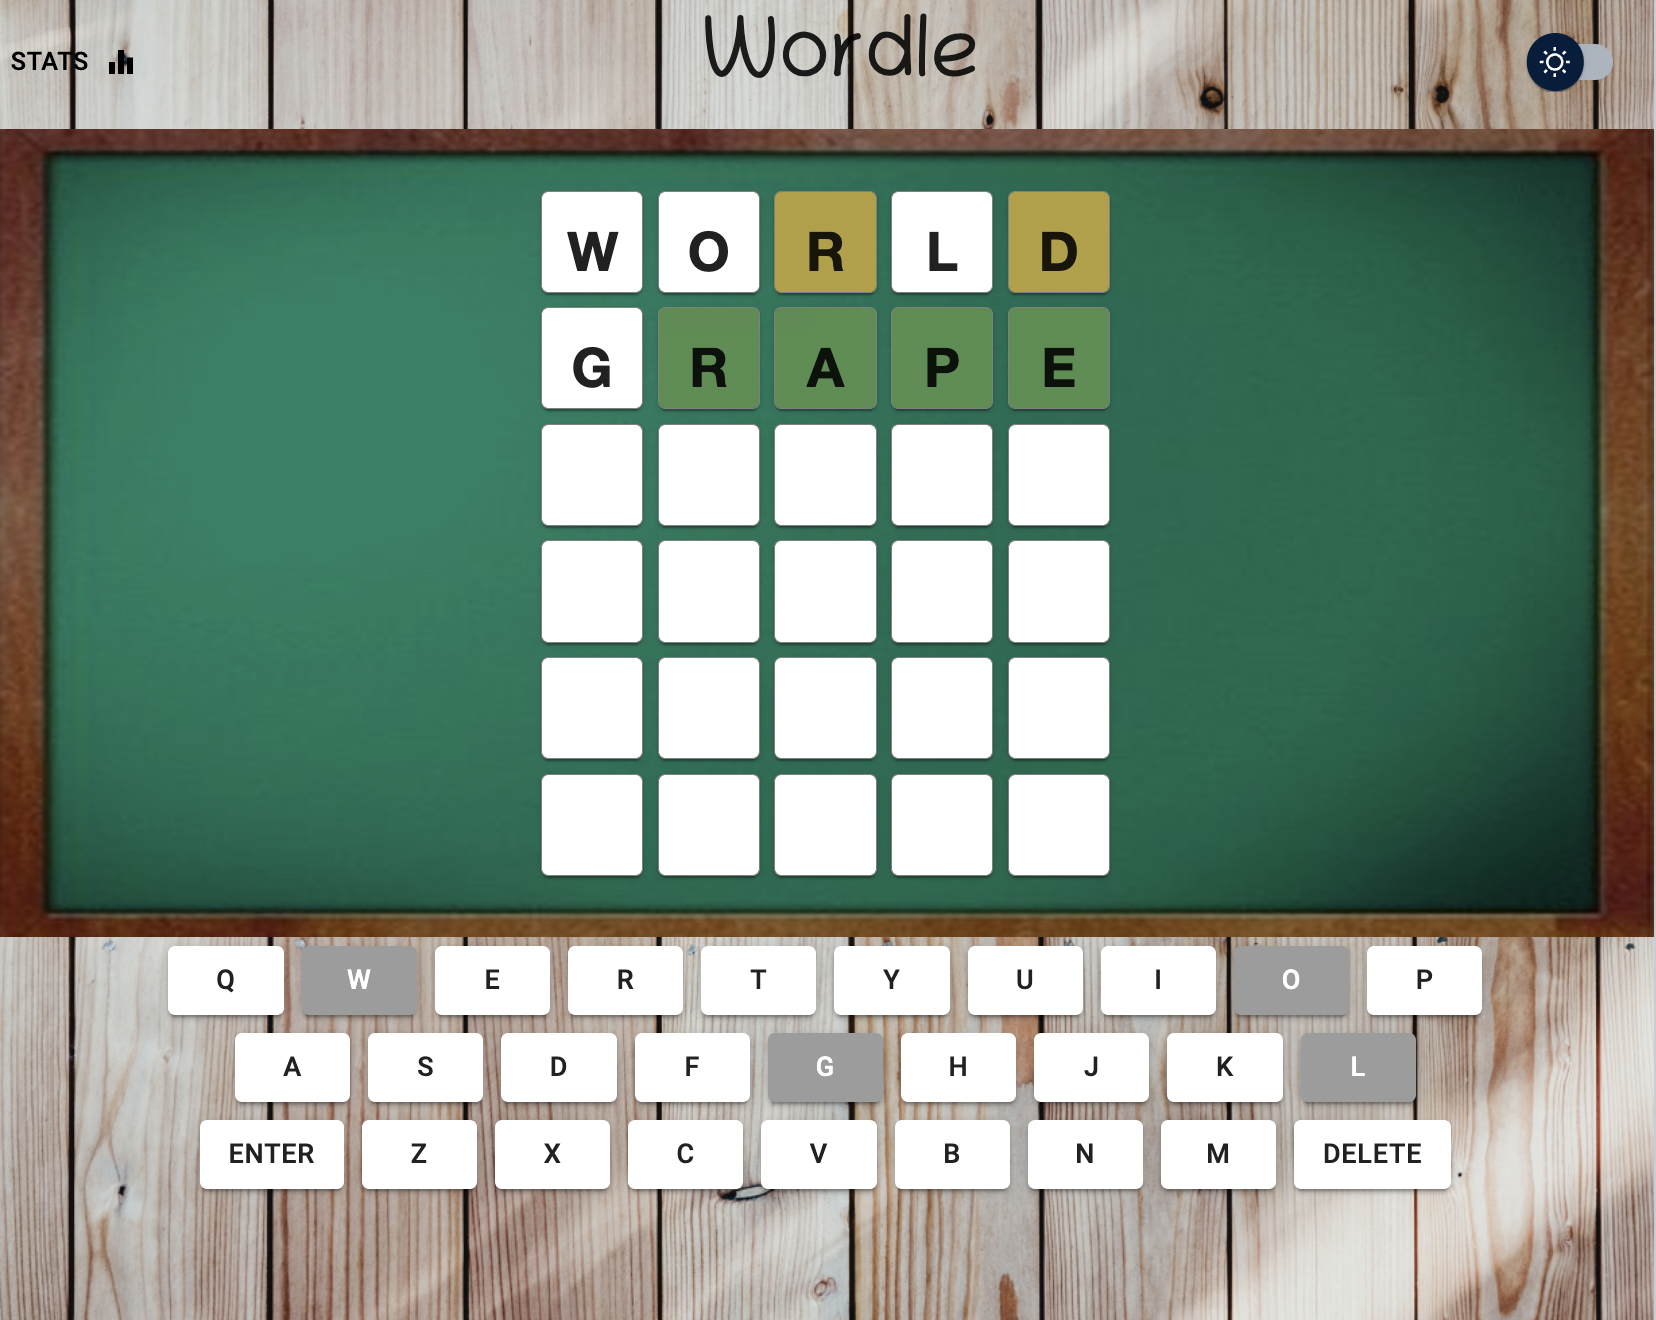 STATS
Wordle
W O R L D
G R A P E
Q W E R T Y U I O P
A S D F G H J K L
ENTER Z X C V B N M DELETE